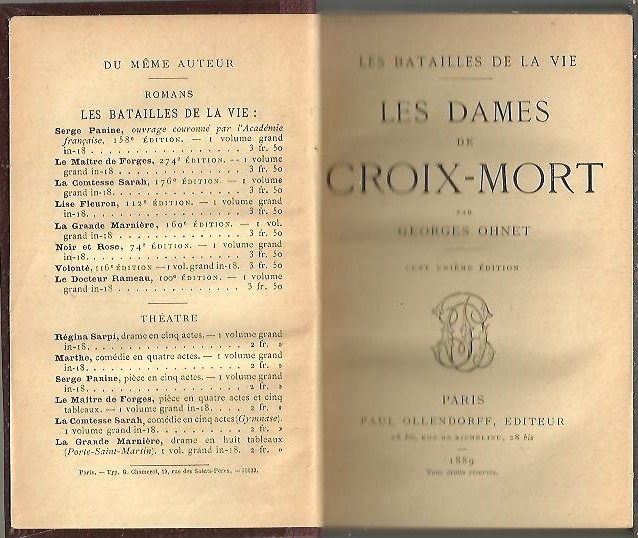 DU MÊME AUTEUR
ROMANS
LES BATAILLES DE LA VIE :
Serge Panine, ouvrage couronné par l'Académie
française, 158e ÉDITION. — 1 volume grand
in-18. . . . . . . . . . . . . . . . . 3 fr. 50
Le Maître de Forges, 274e ÉDITION. — 1 volume
grand in-18 . . . . . . . . . . . . . . 3 fr. 50
La Comtesse Sarah, 176e ÉDITION. — 1 volume
grand in-18 . . . . . . . . . . . . . . 3 fr. 50
Lise Fleuron, 112e ÉDITION. — 1 volume grand
in-18. . . . . . . . . . . . . . . . . 3 fr. 50
La Grande Marnière, 160e ÉDITION. — 1 vol.
grand in-18 . . . . . . . . . . . . . . 3 fr. 50
Noir et Rose, 74e ÉDITION. — 1 volume grand
in-18. . . . . . . . . . . . . . . . . 3 fr. 50
Volonté, 116e ÉDITION — 1 vol. grand in-18. 3 fr. 50
Le Docteur Rameau, 100e ÉDITION. — 1 volume
grand in-18 . . . . . . . . . . . . . . 3 fr. 50
THÉATRE
Régina Sarpi, drame en cinq actes. — 1 volume grand
in-18. . . . . . . . . . . . . . . . . 2 fr. »
Marthe, comédie en quatre actes. — 1 volume grand
in-18. . . . . . . . . . . . . . . . . 2 fr. »
Serge Panine, pièce en cinq actes. — 1 volume grand
in-18. . . . . . . . . . . . . . . . . 2 fr. »
Le Maître de Forges, pièce en quatre actes et cinq
tableaux. — 1 volume grand in-18. . . . 2 fr. »
La Comtesse Sarah, comédie en cinq actes (Gymnase).
1 volume grand in-18. . . . . . . . . . 2 fr. »
La Grande Marnière, drame en huit tableaux
(Porte-Saint-Martin). 1 vol. grand in-18. 2 fr. »
Paris. — Typ. G. Chamerot, 19, rue des Saints-Pères. —
LES BATAILLES DE LA VIE
LES DAMES
DE
CROIX-MORT
PAR
GEORGES OHNET
CENT UNIÈME ÉDITION
PARIS
PAUL OLLENDORFF, ÉDITEUR
28 bis, RUE DE RICHELIEU, 28 bis
1889
Tous droits réservés.